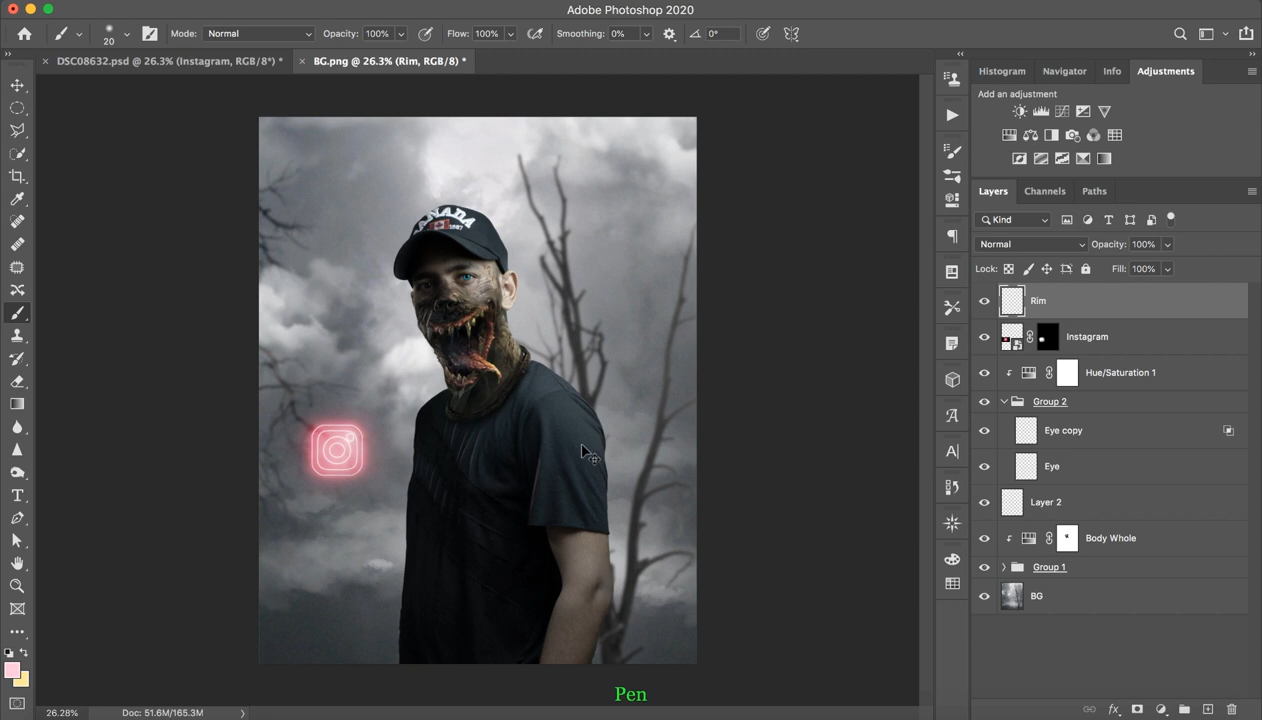 Adobe Photoshop 2020
20
Mode: Normal
Opacity: 100%
Flow: 100%
Smoothing: 0%
0°
DSC08632.psd @ 26.3% (Instagram, RGB/8*) *
BG.png @ 26.3% (Rim, RGB/8) *
Histogram
Navigator
Info
Adjustments
Add an adjustment
Layers
Channels
Paths
Kind
Normal
Opacity: 100%
Lock:
Fill: 100%
Rim
Instagram
Hue/Saturation 1
Group 2
Eye copy
Eye
Layer 2
Body Whole
Group 1
BG
CANADA
1867
Pen
26.28%
Doc: 51.6M/165.3M